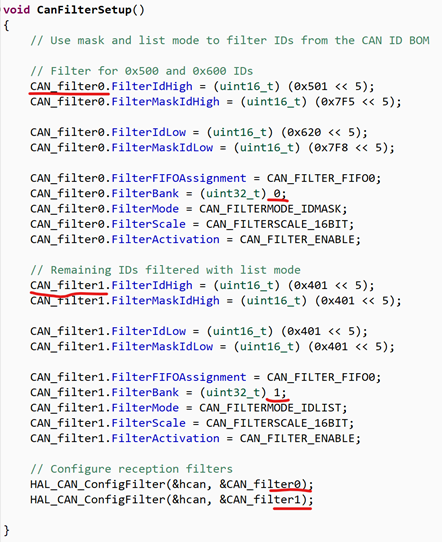 void CanFilterSetup()
{
// Use mask and list mode to filter IDs from the CAN ID BOM
// Filter for 0x500 and 0x600 IDs
CAN_filter0.FilterIdHigh = (uint16_t) (0x501 << 5);
CAN_filter0.FilterMaskIdHigh = (uint16_t) (0x7F5 << 5);
CAN_filter0.FilterIdLow = (uint16_t) (0x620 << 5);
CAN_filter0.FilterMaskIdLow = (uint16_t) (0x7F8 << 5);
CAN_filter0.FilterFIFOAssignment = CAN_FILTER_FIFO0;
CAN_filter0.FilterBank = (uint32_t) 0;
CAN_filter0.FilterMode = CAN_FILTERMODE_IDMASK;
CAN_filter0.FilterScale = CAN_FILTERSCALE_16BIT;
CAN_filter0.FilterActivation = CAN_FILTER_ENABLE;
// Remaining IDs filtered with list mode
CAN_filter1.FilterIdHigh = (uint16_t) (0x401 << 5);
CAN_filter1.FilterMaskIdHigh = (uint16_t) (0x401 << 5);
CAN_filter1.FilterIdLow = (uint16_t) (0x401 << 5);
CAN_filter1.FilterMaskIdLow = (uint16_t) (0x401 << 5);
CAN_filter1.FilterFIFOAssignment = CAN_FILTER_FIFO0;
CAN_filter1.FilterBank = (uint32_t) 1;
CAN_filter1.FilterMode = CAN_FILTERMODE_IDLIST;
CAN_filter1.FilterScale = CAN_FILTERSCALE_16BIT;
CAN_filter1.FilterActivation = CAN_FILTER_ENABLE;
// Configure reception filters
HAL_CAN_ConfigFilter(&hcan, &CAN_filter0);
HAL_CAN_ConfigFilter(&hcan, &CAN_filter1);
}